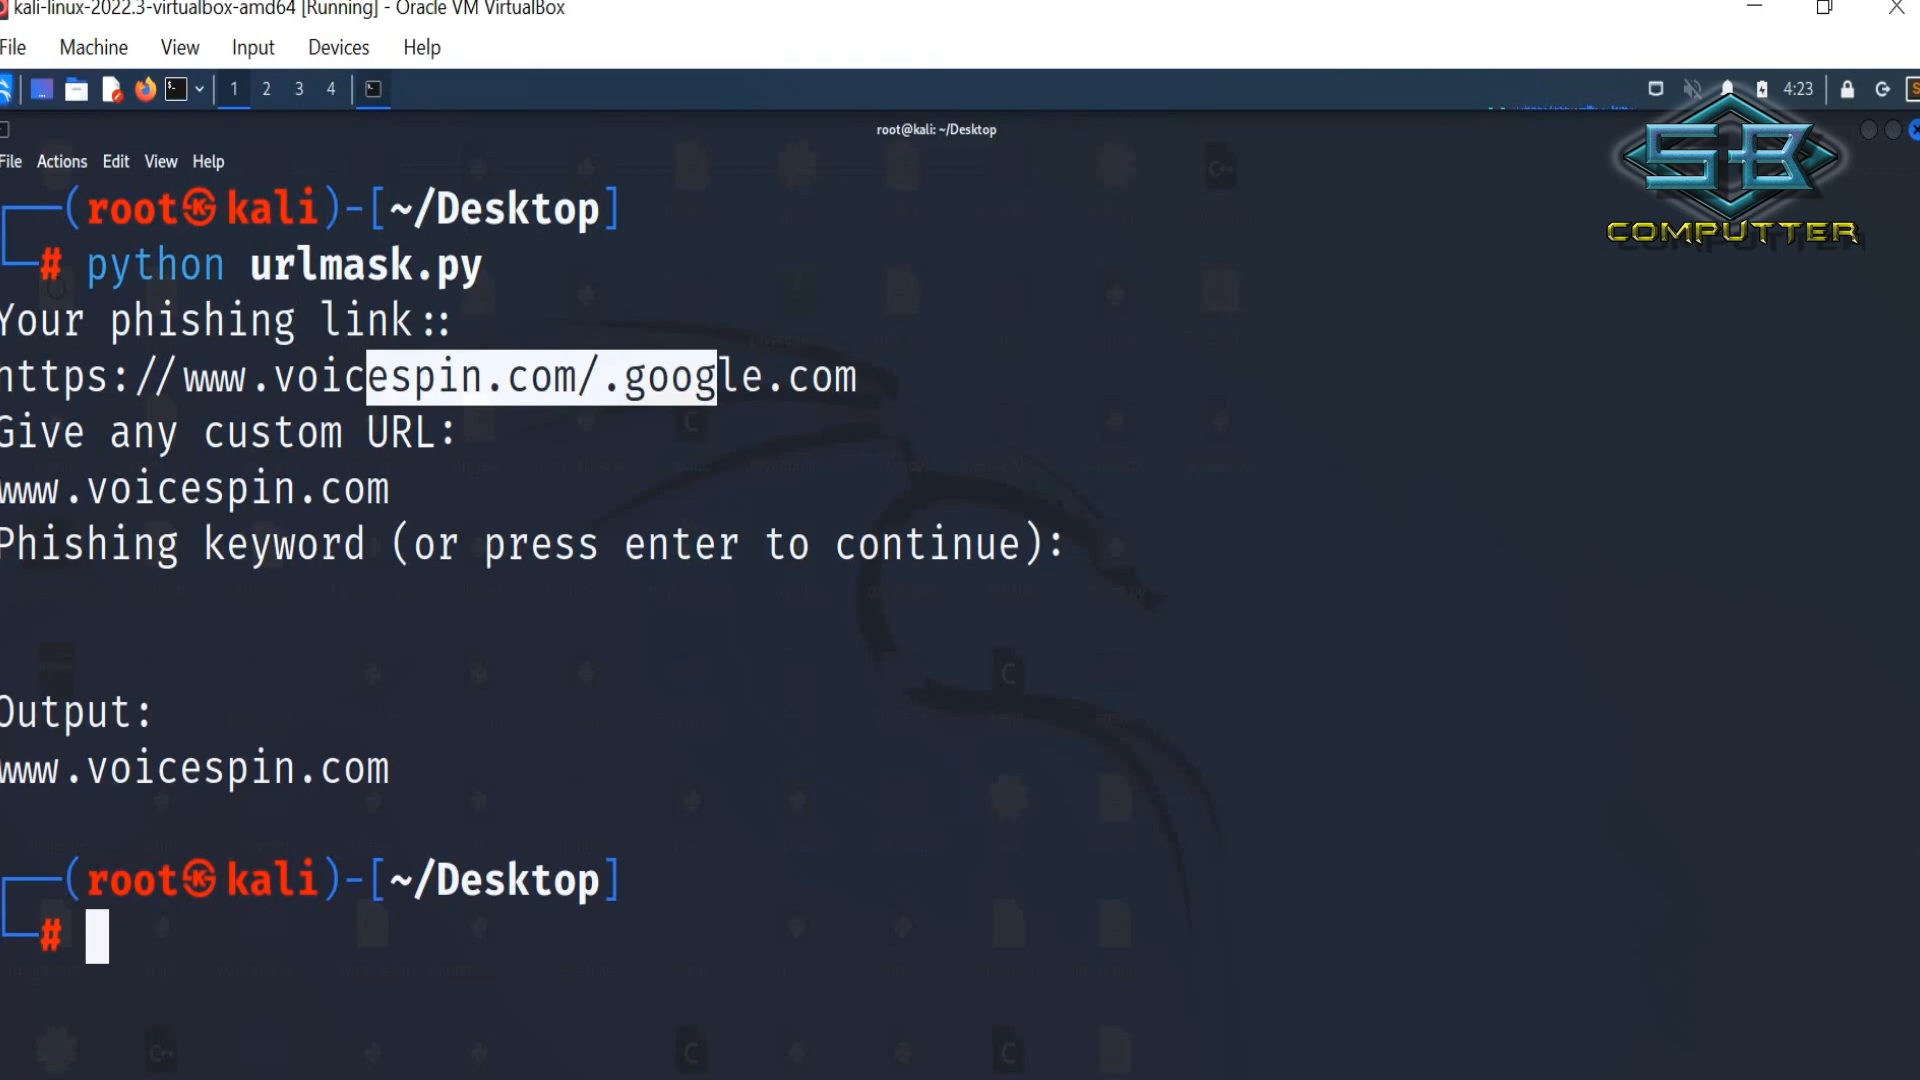 kali-linux-2022.3-virtualbox-amd64 [Running] - Oracle VM VirtualBox
File Machine View Input Devices Help
1 2 3 4 4:23
root@kali: ~/Desktop
File Actions Edit View Help
SB
COMPUTTER
(root㉿kali)-[~/Desktop]
# python urlmask.py
Your phishing link::
https://www.voicespin.com/.google.com
Give any custom URL:
www.voicespin.com
Phishing keyword (or press enter to continue):
Output:
www.voicespin.com
(root㉿kali)-[~/Desktop]
#